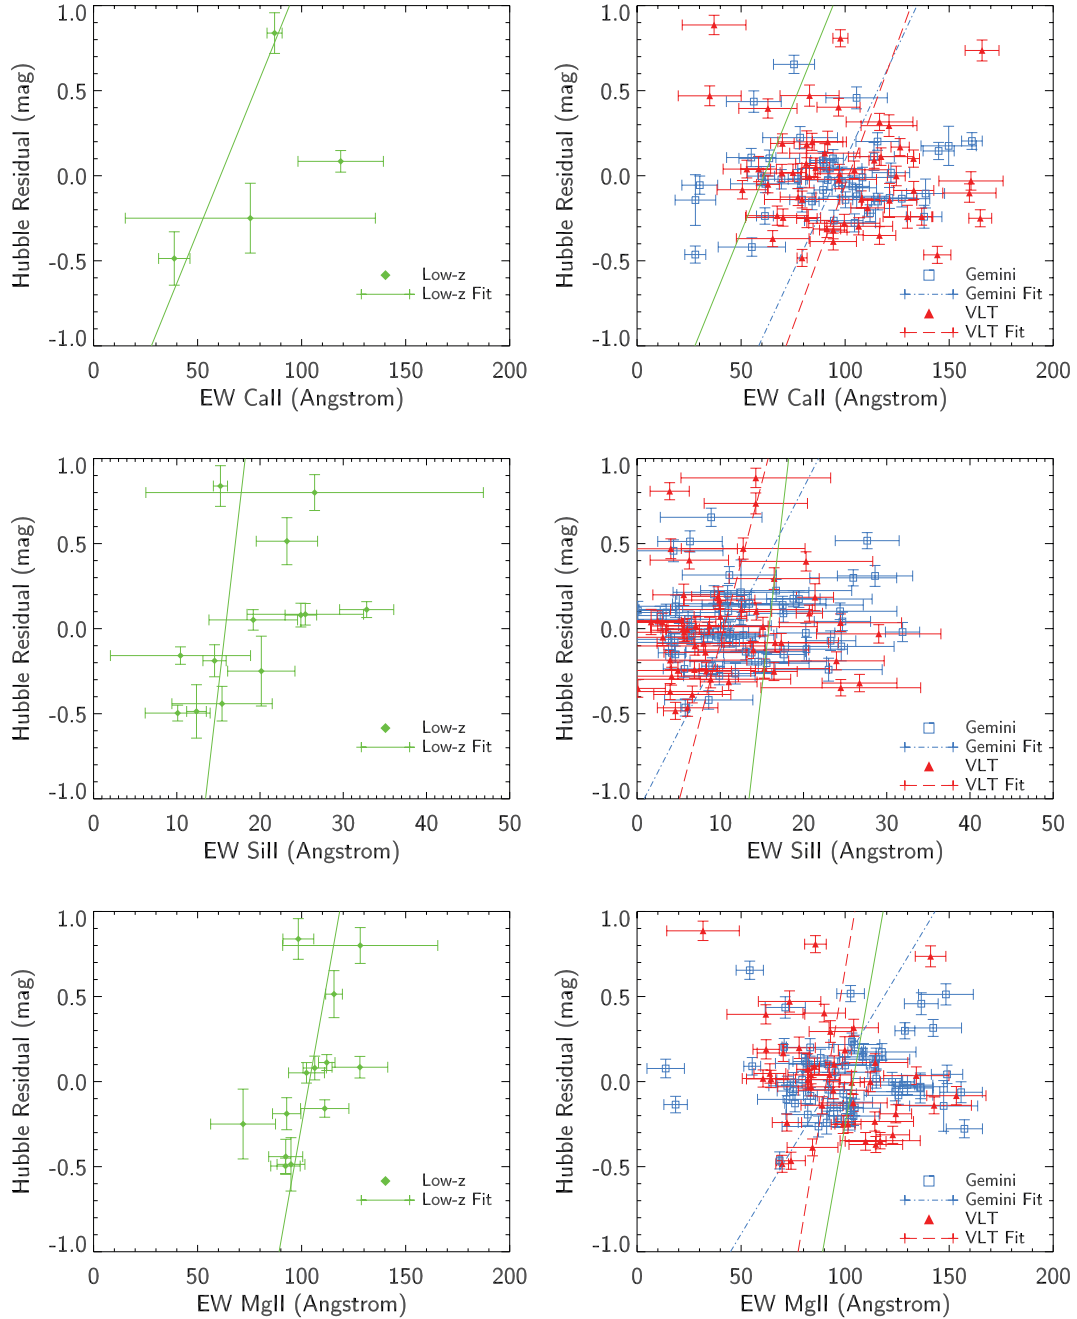 1.0
0.5
0.0
-0.5
-1.0
Hubble Residual (mag)
Low-z
Low-z Fit
0 50 100 150 200
EW CaII (Angstrom)
1.0
0.5
0.0
-0.5
-1.0
Hubble Residual (mag)
Gemini
Gemini Fit
VLT
VLT Fit
0 50 100 150 200
EW CaII (Angstrom)
1.0
0.5
0.0
-0.5
-1.0
Hubble Residual (mag)
Low-z
Low-z Fit
0 10 20 30 40 50
EW SiII (Angstrom)
1.0
0.5
0.0
-0.5
-1.0
Hubble Residual (mag)
Gemini
Gemini Fit
VLT
VLT Fit
0 10 20 30 40 50
EW SiII (Angstrom)
1.0
0.5
0.0
-0.5
-1.0
Hubble Residual (mag)
Low-z
Low-z Fit
0 50 100 150 200
EW MgII (Angstrom)
1.0
0.5
0.0
-0.5
-1.0
Hubble Residual (mag)
Gemini
Gemini Fit
VLT
VLT Fit
0 50 100 150 200
EW MgII (Angstrom)